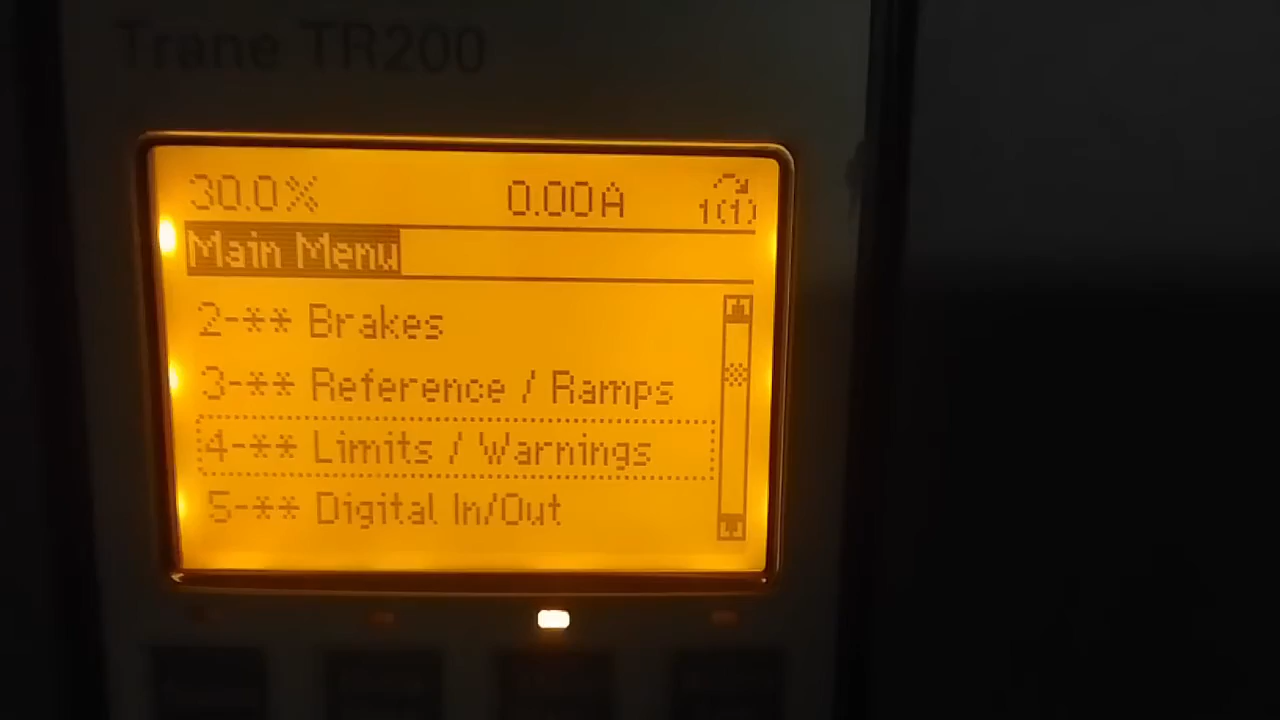 Trane TR200
30.0% 0.00A 1(1)
Main Menu
2-** Brakes
3-** Reference / Ramps
4-** Limits / Warnings
5-** Digital In/Out